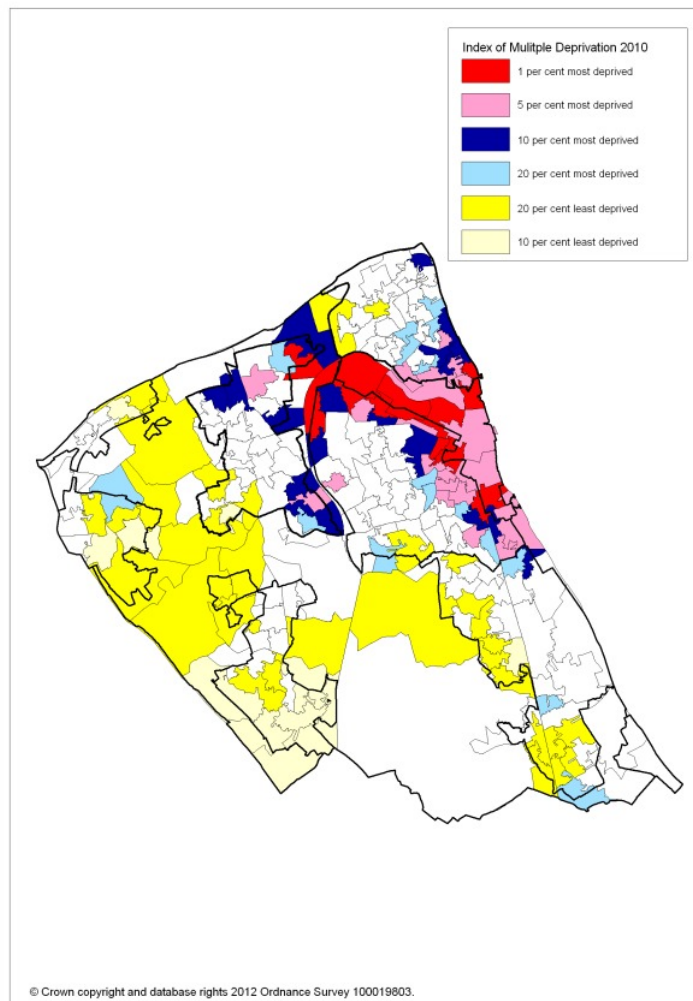 Index of Mulitple Deprivation 2010
1 per cent most deprived
5 per cent most deprived
10 per cent most deprived
20 per cent most deprived
20 per cent least deprived
10 per cent least deprived
© Crown copyright and database rights 2012 Ordnance Survey 100019803.